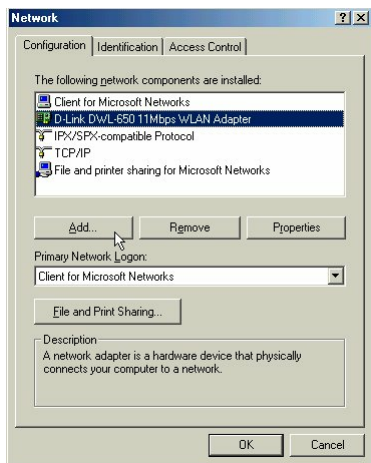 Network
Configuration Identification Access Control
The following network components are installed:
Client for Microsoft Networks
D-Link DWL-650 11Mbps WLAN Adapter
IPX/SPX-compatible Protocol
TCP/IP
File and printer sharing for Microsoft Networks
Add... Remove Properties
Primary Network Logon:
Client for Microsoft Networks
File and Print Sharing...
Description
A network adapter is a hardware device that physically
connects your computer to a network.
OK Cancel